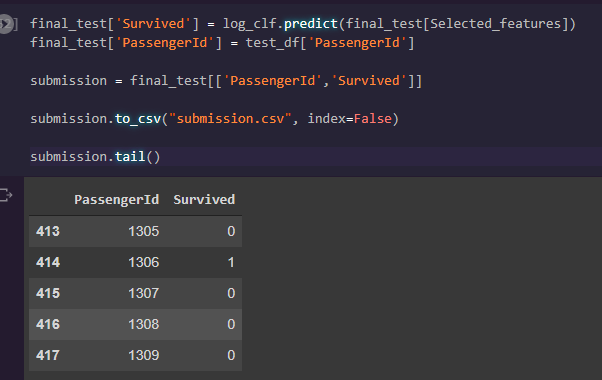 final_test['Survived'] = log_clf.predict(final_test[Selected_features])
final_test['PassengerId'] = test_df['PassengerId']
submission = final_test[['PassengerId','Survived']]
submission.to_csv("submission.csv", index=False)
submission.tail()
PassengerId Survived
413 1305 0
414 1306 1
415 1307 0
416 1308 0
417 1309 0